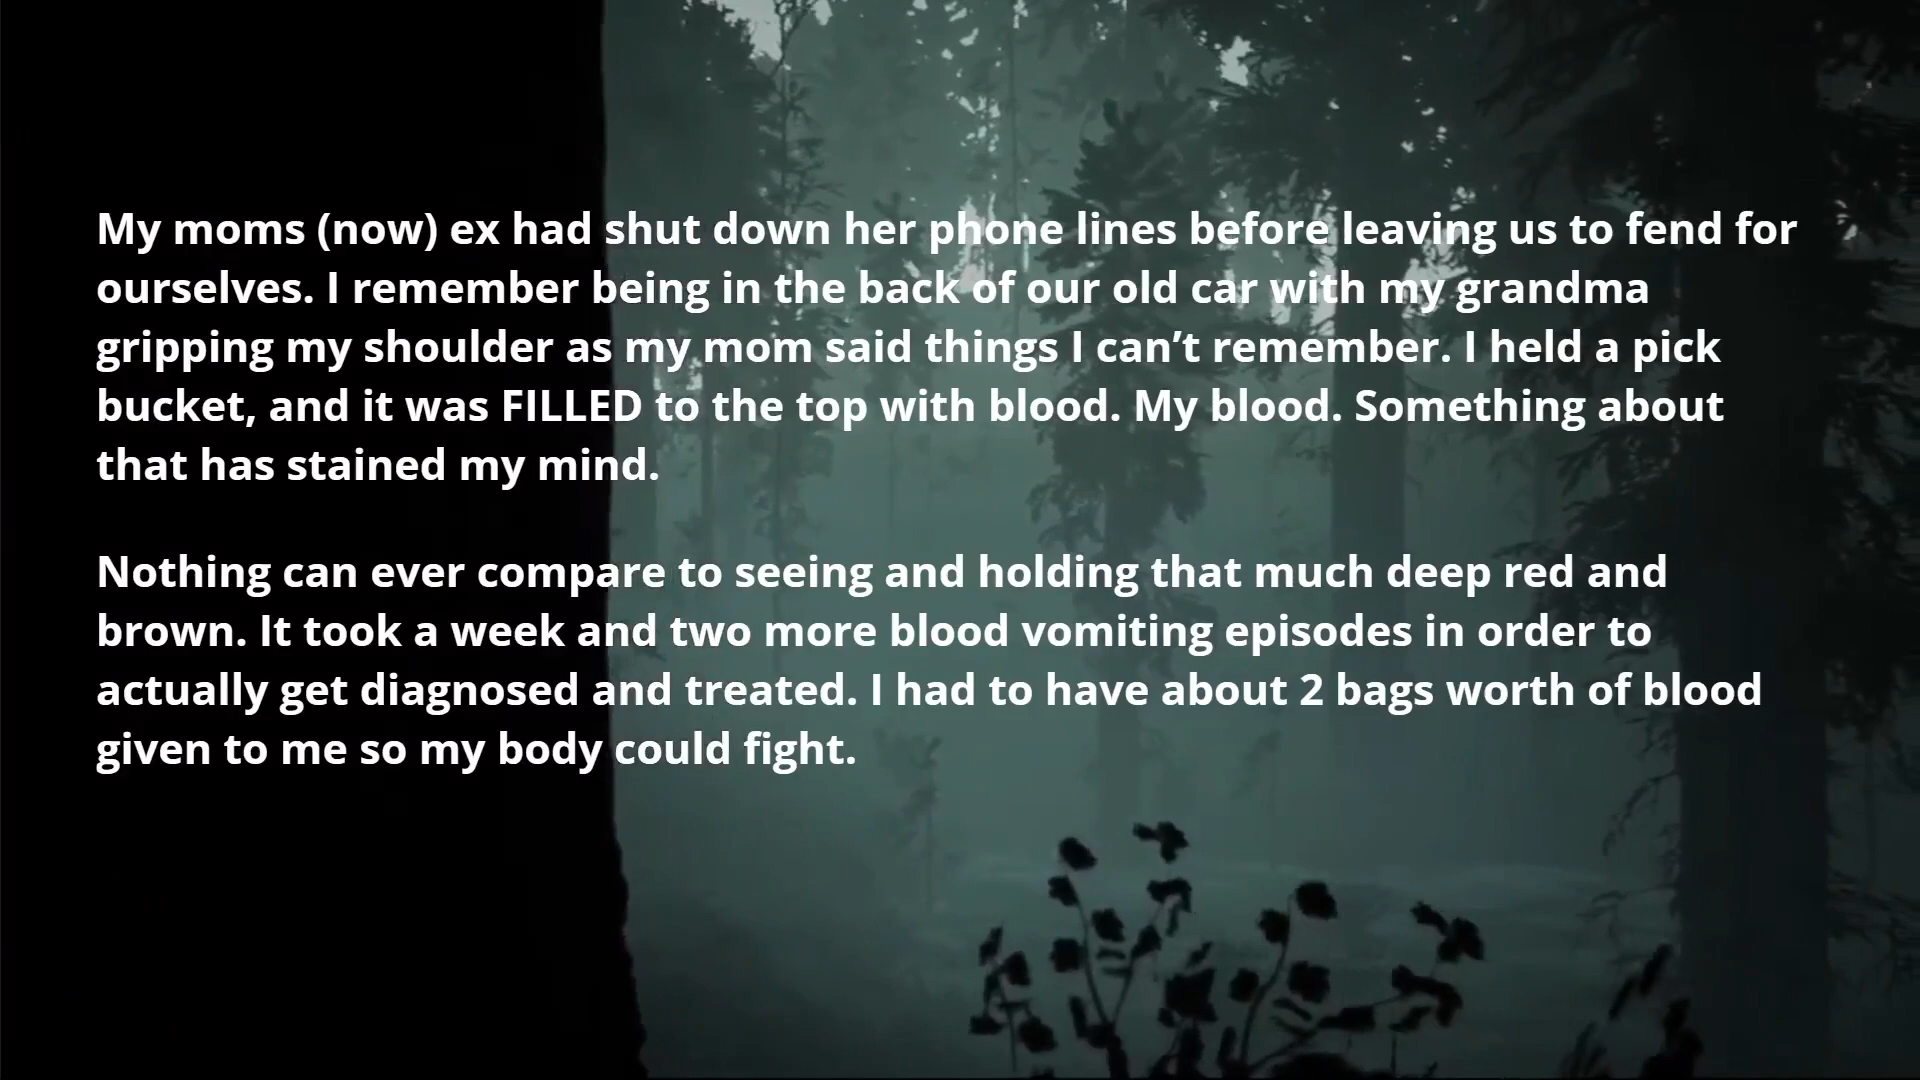 My moms (now) ex had shut down her phone lines before leaving us to fend for
ourselves. I remember being in the back of our old car with my grandma
gripping my shoulder as my mom said things I can’t remember. I held a pick
bucket, and it was FILLED to the top with blood. My blood. Something about
that has stained my mind.
Nothing can ever compare to seeing and holding that much deep red and
brown. It took a week and two more blood vomiting episodes in order to
actually get diagnosed and treated. I had to have about 2 bags worth of blood
given to me so my body could fight.